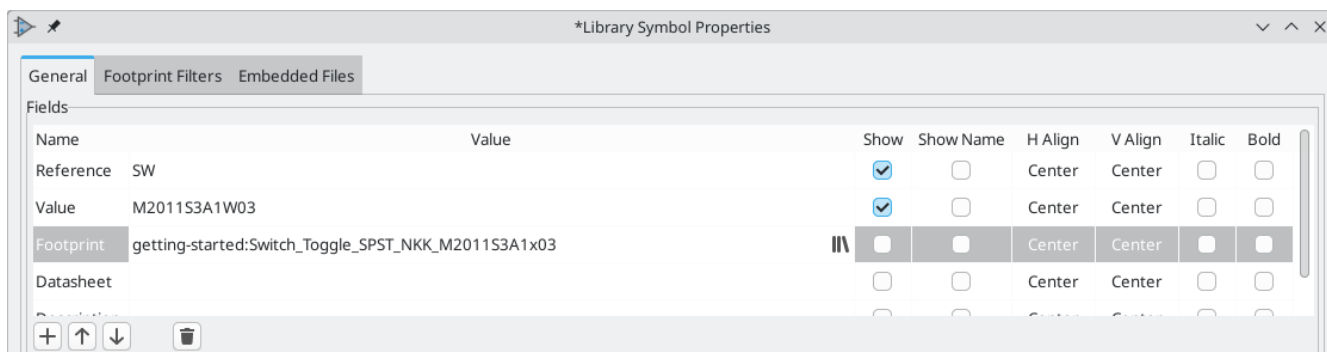 *Library Symbol Properties
General Footprint Filters Embedded Files
Fields
Name Value Show Show Name H Align V Align Italic Bold
Reference SW Center Center
Value M2011S3A1W03 Center Center
Footprint getting-started:Switch_Toggle_SPST_NKK_M2011S3A1x03 Center Center
Datasheet Center Center